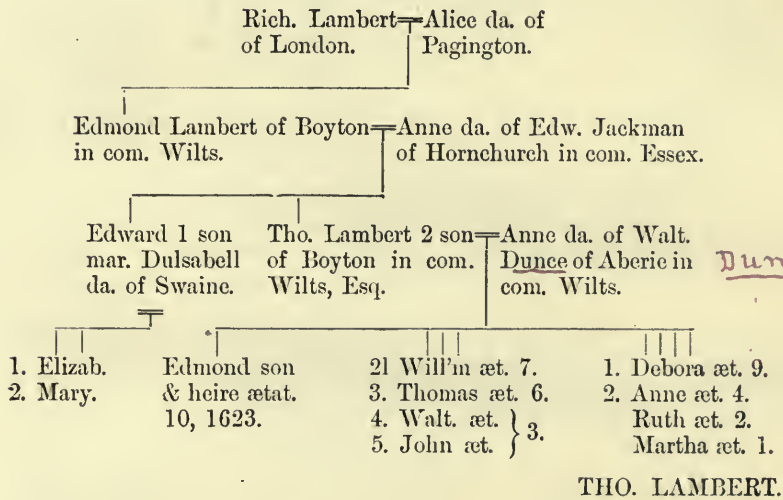 Rich. Lambert Alice da. of
of London. Pagington.
Edmond Lambert of Boyton Anne da. of Edw. Jackman
in com. Wilts. of Hornchurch in com. Essex.
Edward 1 son
mar. Dulsabell
da. of Swaine.
Tho. Lambert 2 son
of Boyton in com.
Wilts, Esq.
Anne da. of Walt.
Dunce of Aberic in
com. Wilts.
1. Elizab.
2. Mary.
Edmond son
& heire ætat.
10, 1623.
21 Will'm æt. 7.
3. Thomas æt. 6.
4. Walt. æt. } 3.
5. John æt.
1. Debora æt. 9.
2. Anne æt. 4.
Ruth æt. 2.
Martha æt. 1.
THO. LAMBERT.